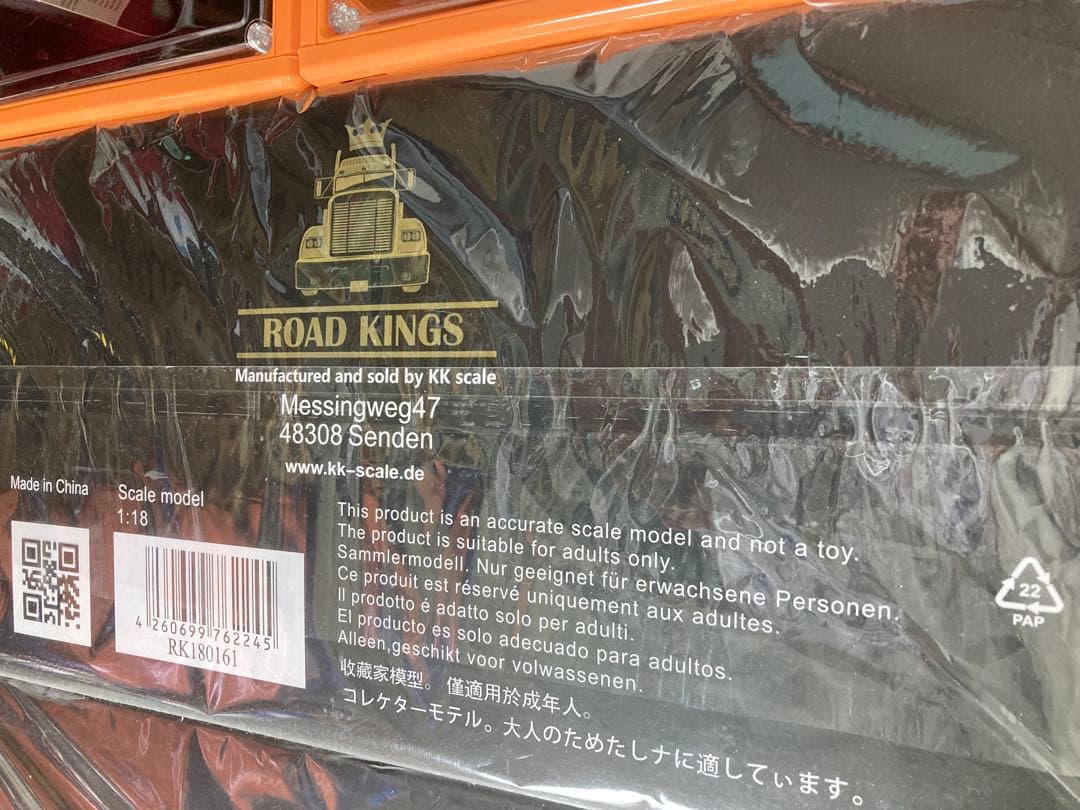 ROAD KINGS
Manufactured and sold by KK scale
Messingweg47
48308 Senden
www.kk-scale.de
Made in China
Scale model
1:18
4 260699 762245
RK180161
This product is an accurate scale model and not a toy.
The product is suitable for adults only.
Sammlermodell. Nur geeignet für erwachsene Personen.
Ce produit est réservé uniquement aux adultes.
Il prodotto é adatto solo per adulti.
El producto es solo adecuado para adultos.
Alleen,geschikt voor volwassenen.
收藏家模型。 僅適用於成年人。
コレケターモテル。大人のためたしナに適してぃます。
22
PAP